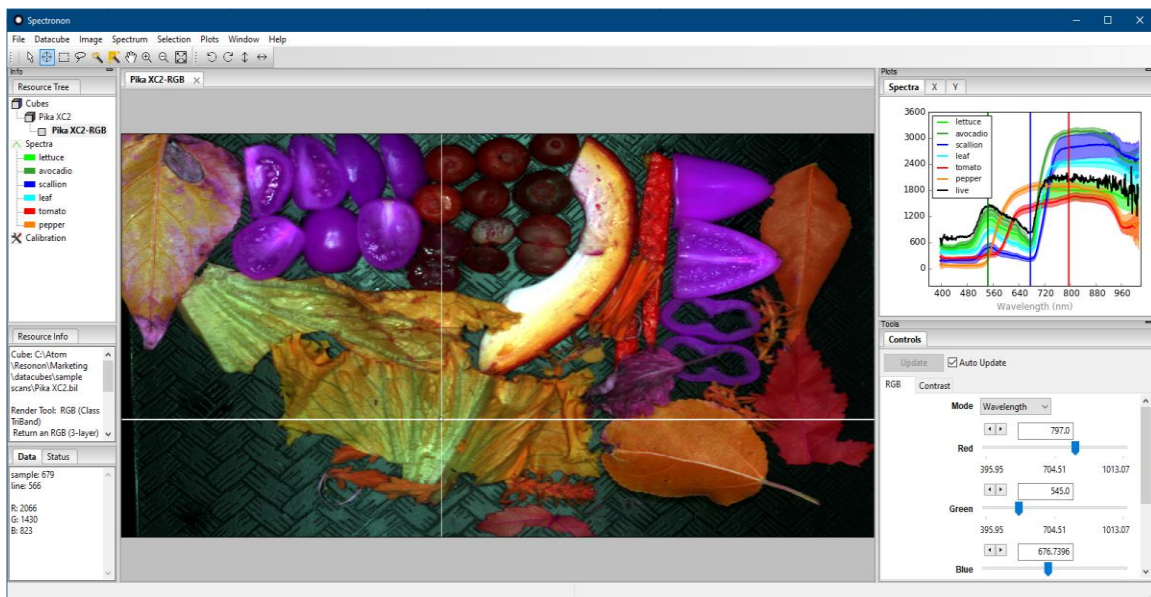 Spectronon
File Datacube Image Spectrum Selection Plots Window Help
Info
Resource Tree
Cubes
Pika XC2
Pika XC2-RGB
Spectra
lettuce
avocadio
scallion
leaf
tomato
pepper
Calibration
Resource Info
Cube: C:\Atom
\Resonon\Marketing
\datacubes\sample
scans\Pika XC2.bil
Render Tool: RGB (Class
TriBand)
Return an RGB (3-layer)
Data Status
sample: 679
line: 566
R: 2066
G: 1430
B: 823
Pika XC2-RGB
Plots
Spectra X Y
3600
3000
2400
1800
1200
600
0
lettuce
avocadio
scallion
leaf
tomato
pepper
live
400 480 560 640 720 800 880 960
Wavelength (nm)
Tools
Controls
Update Auto Update
RGB Contrast
Mode Wavelength
797.0
Red
395.95 704.51 1013.07
545.0
Green
395.95 704.51 1013.07
676.7396
Blue